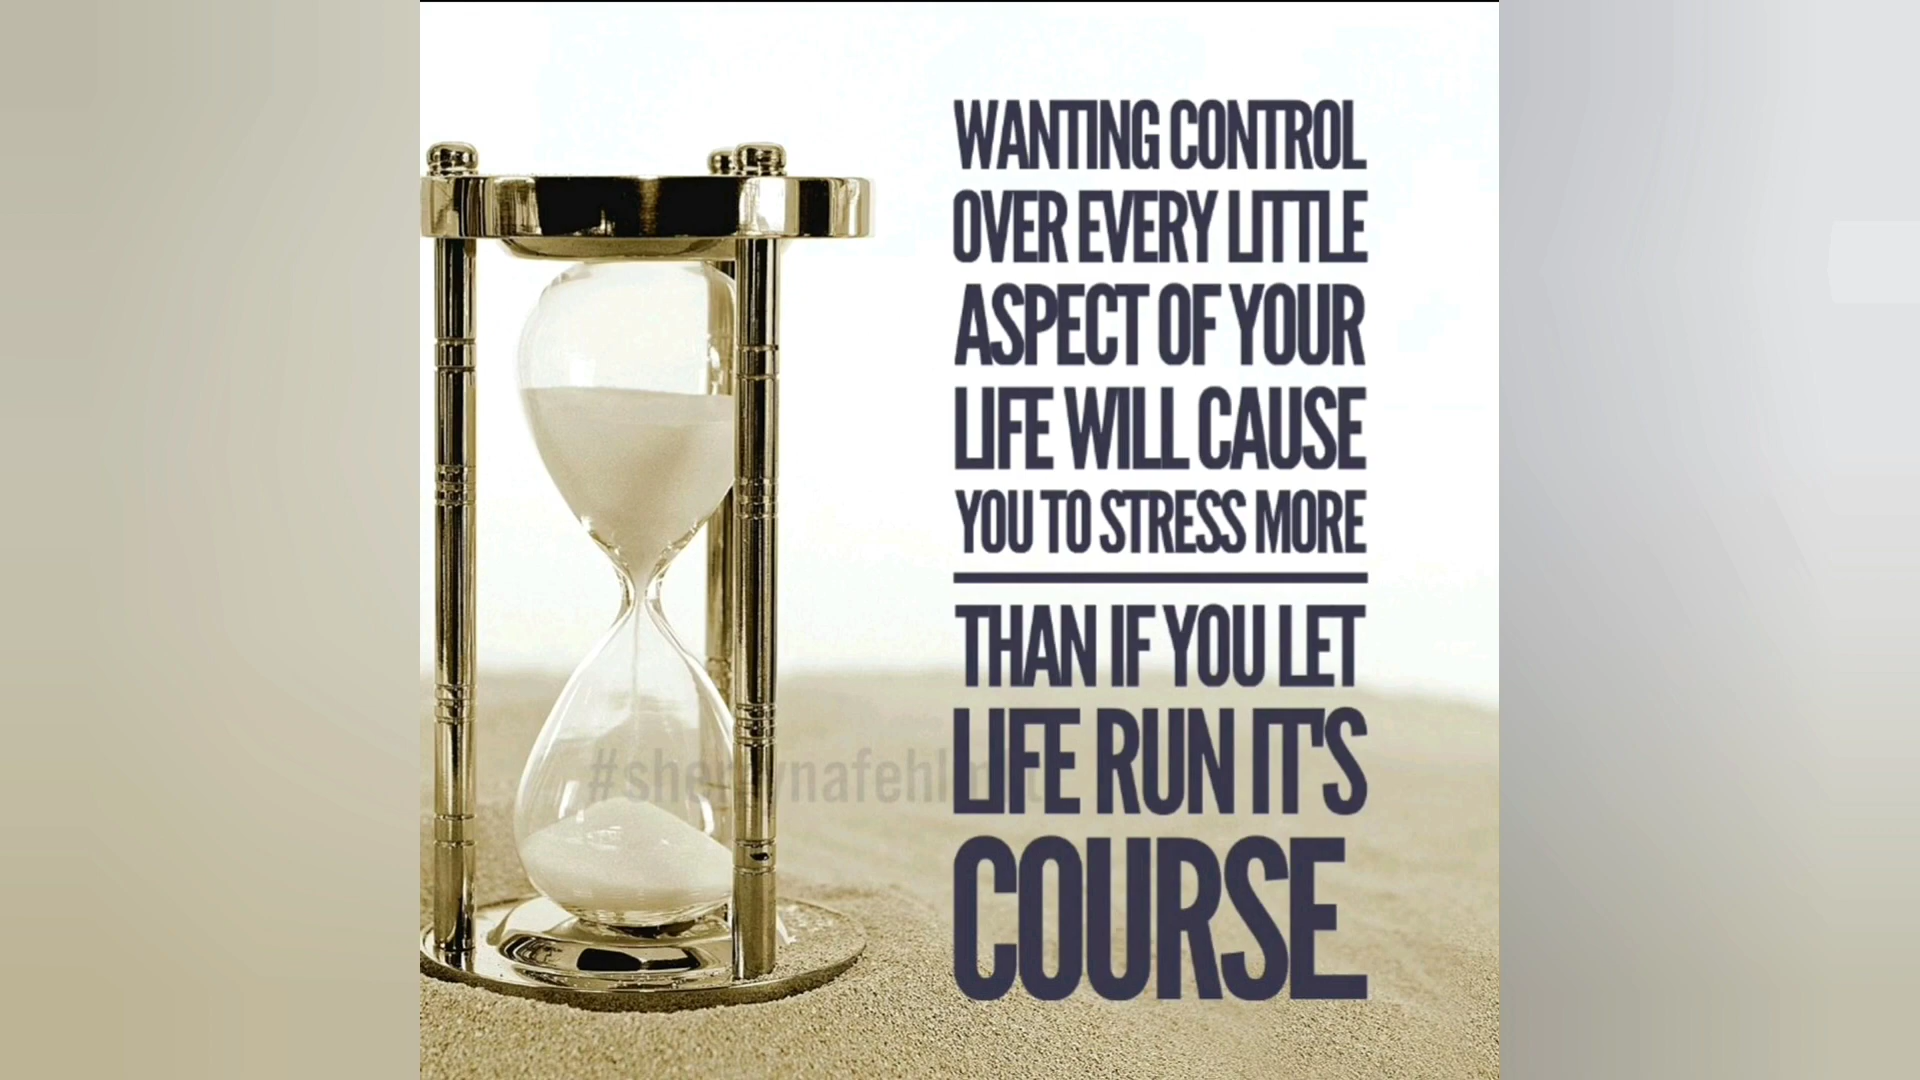 WANTING CONTROL
OVER EVERY LITTLE
ASPECT OF YOUR
LIFE WILL CAUSE
YOU TO STRESS MORE
THAN IF YOU LET
LIFE RUN IT'S
COURSE